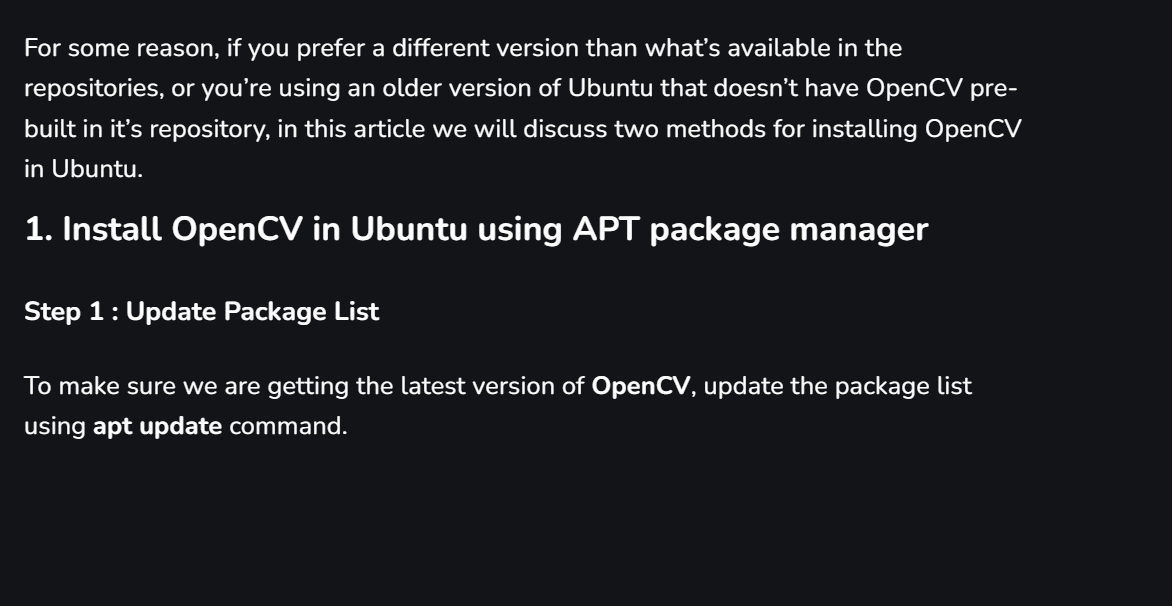 For some reason, if you prefer a different version than what’s available in the
repositories, or you’re using an older version of Ubuntu that doesn’t have OpenCV pre-
built in it’s repository, in this article we will discuss two methods for installing OpenCV
in Ubuntu.
1. Install OpenCV in Ubuntu using APT package manager
Step 1 : Update Package List
To make sure we are getting the latest version of OpenCV, update the package list
using apt update command.